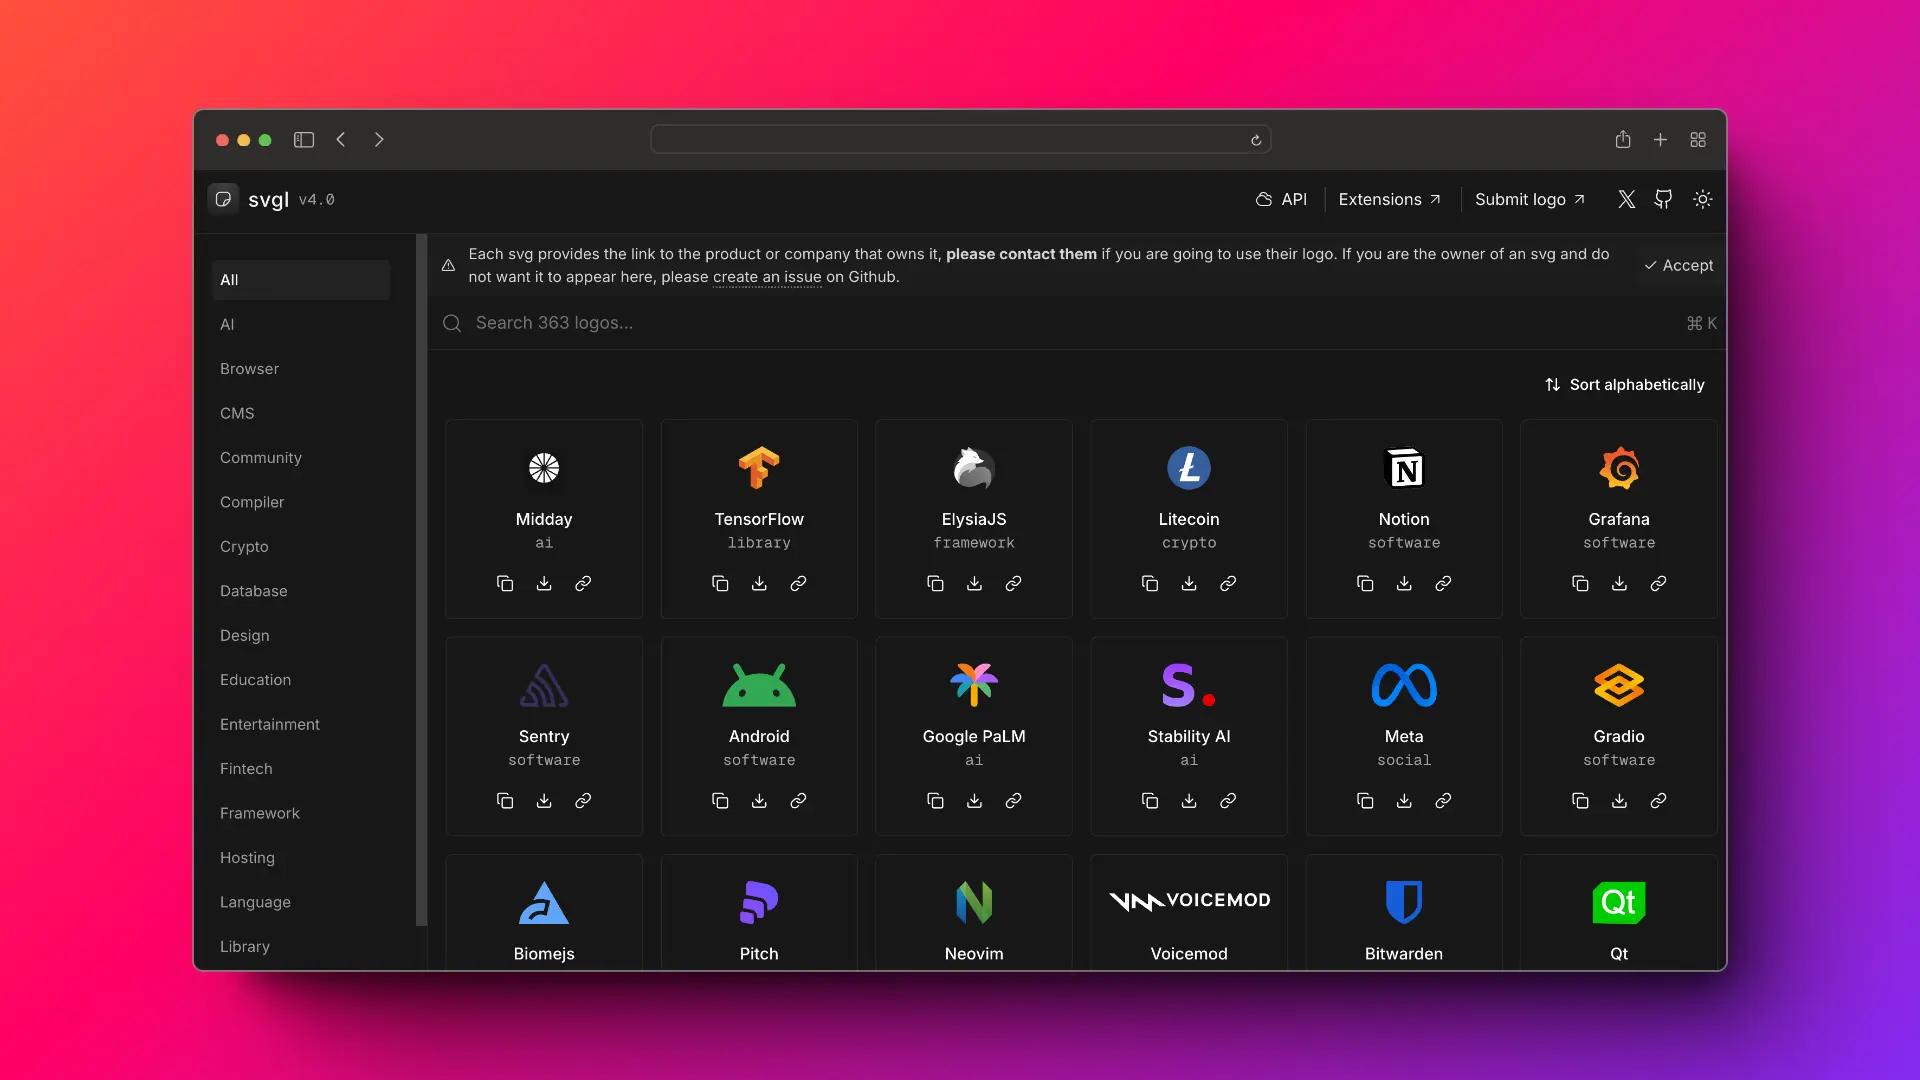 svgl v4.0
API
Extensions
Submit logo
All
AI
Browser
CMS
Community
Compiler
Crypto
Database
Design
Education
Entertainment
Fintech
Framework
Hosting
Language
Library
Each svg provides the link to the product or company that owns it, please contact them if you are going to use their logo. If you are the owner of an svg and do
not want it to appear here, please create an issue on Github.
Accept
Search 363 logos...
⌘ K
Sort alphabetically
Midday
ai
TensorFlow
library
ElysiaJS
framework
Litecoin
crypto
N
Notion
software
Grafana
software
Sentry
software
Android
software
Google PaLM
ai
S.
Stability AI
ai
Meta
social
Gradio
software
Biomejs
Pitch
Neovim
VOICEMOD
Voicemod
Bitwarden
Qt
Qt